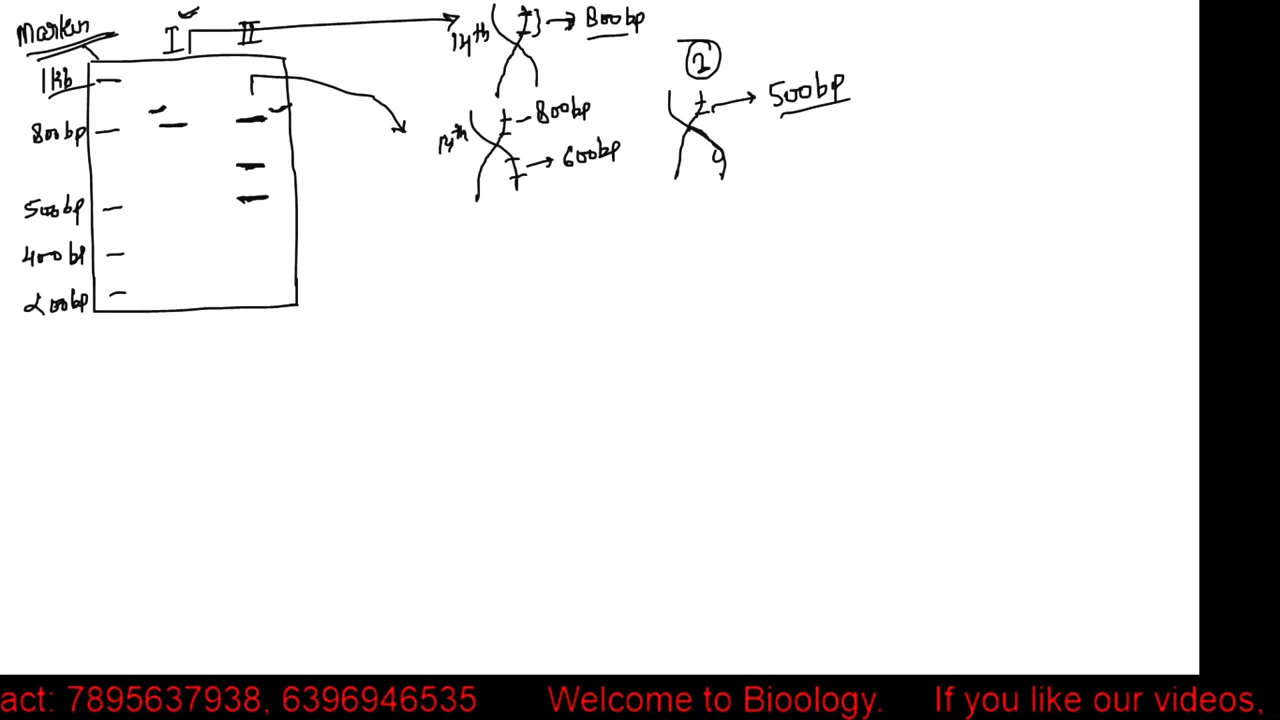 Marker
I II
1kb
800bp
500bp
400bp
200bp
14th 800bp
14th 800bp
600bp
2
500bp
act: 7895637938, 6396946535 Welcome to Bioology. If you like our videos,